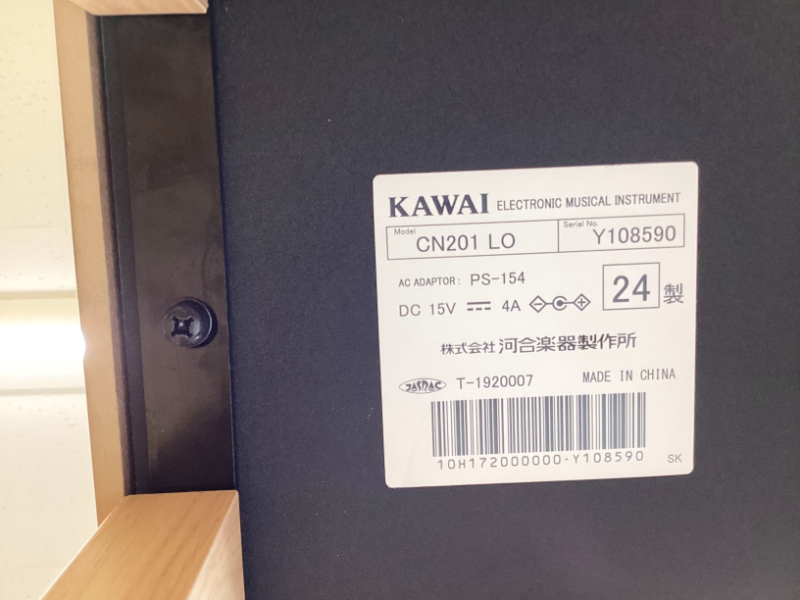 KAWAI ELECTRONIC MUSICAL INSTRUMENT
Model CN201 LO Serial No. Y108590
AC ADAPTOR: PS-154
DC 15V 4A 24 製
株式会社 河合楽器製作所
JASRAC T-1920007 MADE IN CHINA
10H172000000-Y108590 SK